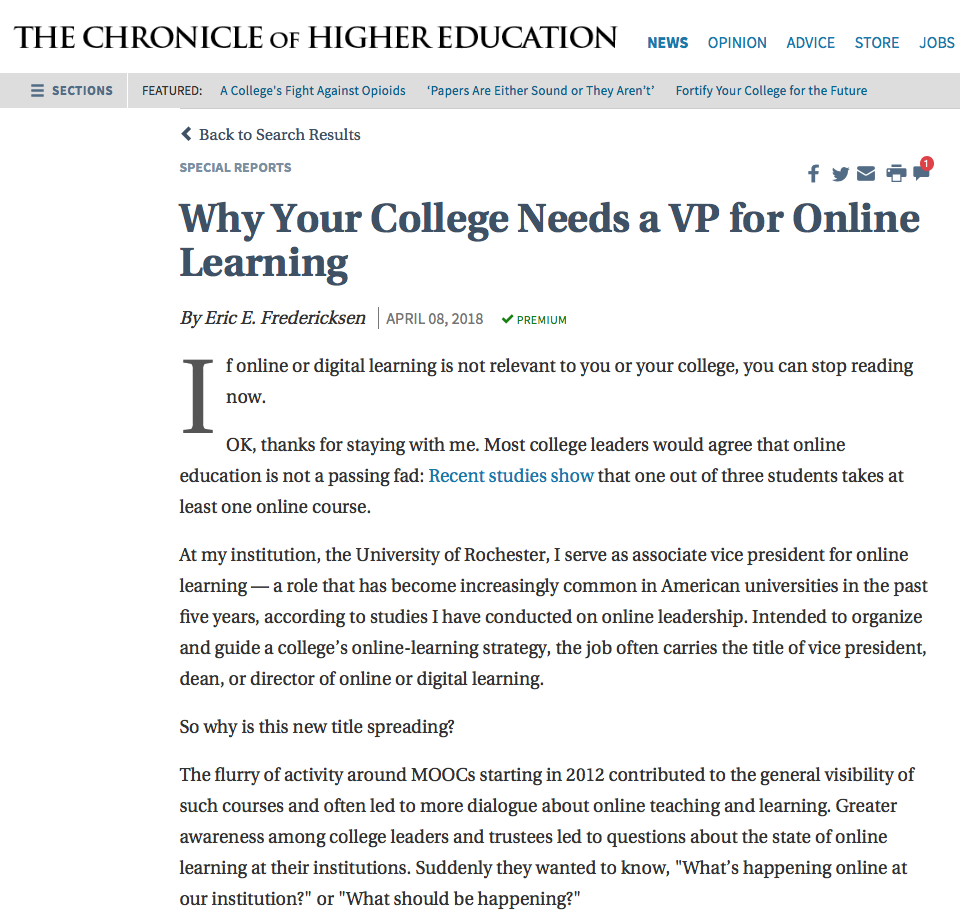 THE CHRONICLE OF HIGHER EDUCATION
NEWS OPINION ADVICE STORE JOBS
SECTIONS FEATURED: A College's Fight Against Opioids ‘Papers Are Either Sound or They Aren’t’ Fortify Your College for the Future
Back to Search Results
SPECIAL REPORTS
1
Why Your College Needs a VP for Online
Learning
By Eric E. Fredericksen APRIL 08, 2018 PREMIUM
If online or digital learning is not relevant to you or your college, you can stop reading
now.
OK, thanks for staying with me. Most college leaders would agree that online
education is not a passing fad: Recent studies show that one out of three students takes at
least one online course.
At my institution, the University of Rochester, I serve as associate vice president for online
learning — a role that has become increasingly common in American universities in the past
five years, according to studies I have conducted on online leadership. Intended to organize
and guide a college’s online-learning strategy, the job often carries the title of vice president,
dean, or director of online or digital learning.
So why is this new title spreading?
The flurry of activity around MOOCs starting in 2012 contributed to the general visibility of
such courses and often led to more dialogue about online teaching and learning. Greater
awareness among college leaders and trustees led to questions about the state of online
learning at their institutions. Suddenly they wanted to know, "What’s happening online at
our institution?" or "What should be happening?"